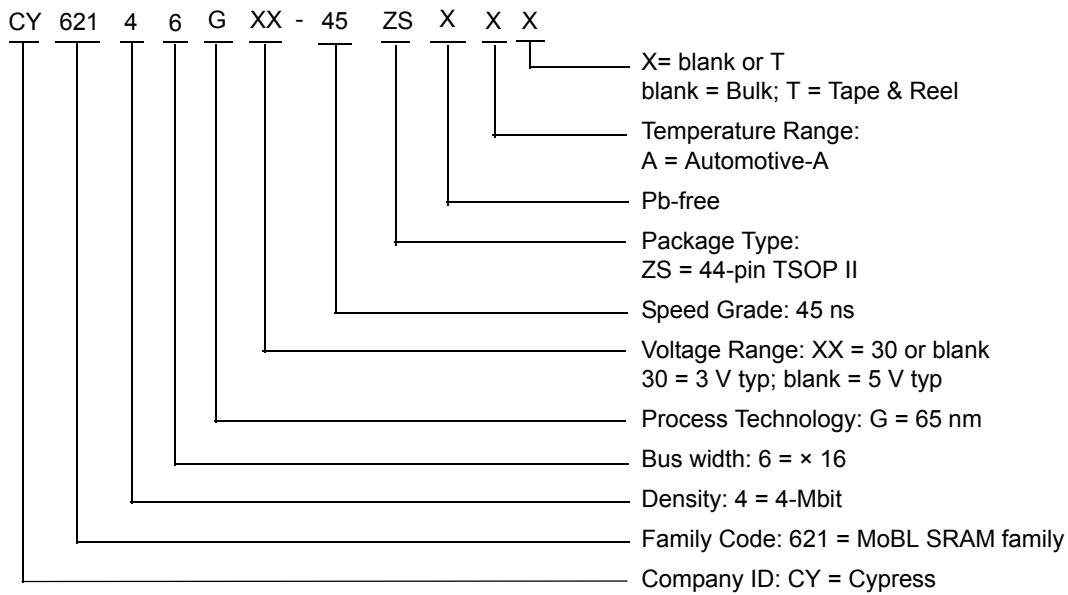 CY 621 4 6 G XX - 45 ZS X X X
X= blank or T
blank = Bulk; T = Tape & Reel
Temperature Range:
A = Automotive-A
Pb-free
Package Type:
ZS = 44-pin TSOP II
Speed Grade: 45 ns
Voltage Range: XX = 30 or blank
30 = 3 V typ; blank = 5 V typ
Process Technology: G = 65 nm
Bus width: 6 = × 16
Density: 4 = 4-Mbit
Family Code: 621 = MoBL SRAM family
Company ID: CY = Cypress